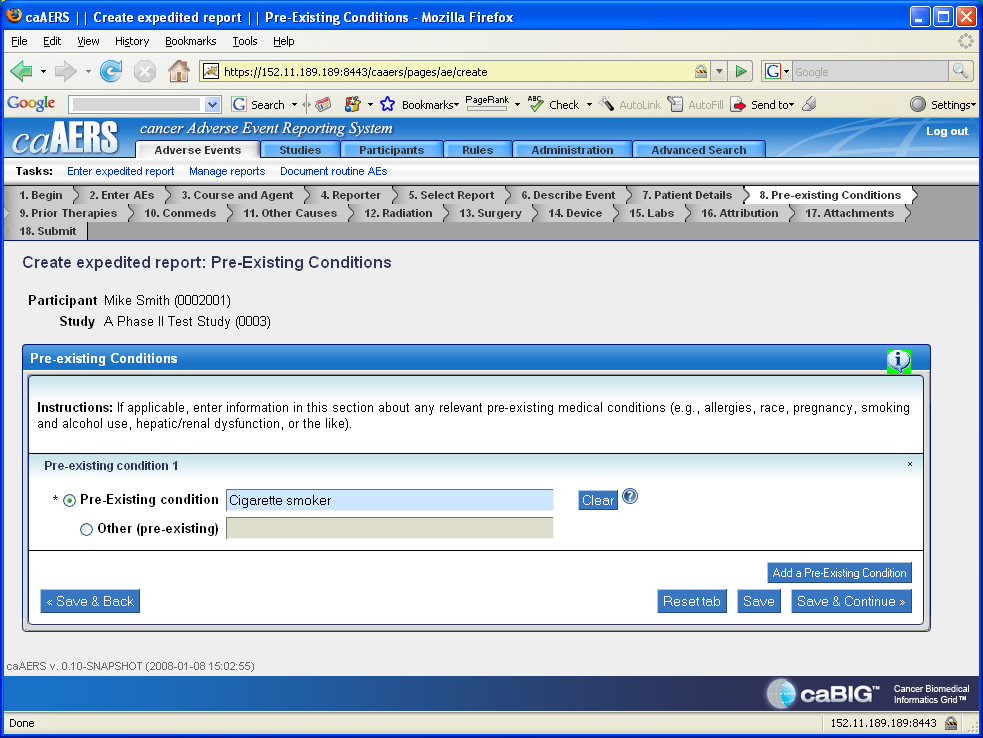 caAERS || Create expedited report || Pre-Existing Conditions - Mozilla Firefox
File Edit View History Bookmarks Tools Help
https://152.11.189.189:8443/caaers/pages/ae/create G Google
Google G Search Bookmarks PageRank ABC Check AutoLink AutoFill Send to Settings
caAERS cancer Adverse Event Reporting System Log out
Adverse Events Studies Participants Rules Administration Advanced Search
Tasks: Enter expedited report Manage reports Document routine AEs
1. Begin 2. Enter AEs 3. Course and Agent 4. Reporter 5. Select Report 6. Describe Event 7. Patient Details 8. Pre-existing Conditions
9. Prior Therapies 10. Conmeds 11. Other Causes 12. Radiation 13. Surgery 14. Device 15. Labs 16. Attribution 17. Attachments
18. Submit
Create expedited report: Pre-Existing Conditions
Participant Mike Smith (0002001)
Study A Phase II Test Study (0003)
Pre-existing Conditions i
Instructions: If applicable, enter information in this section about any relevant pre-existing medical conditions (e.g., allergies, race, pregnancy, smoking
and alcohol use, hepatic/renal dysfunction, or the like).
Pre-existing condition 1 ×
* Pre-Existing condition Cigarette smoker Clear ?
Other (pre-existing)
Add a Pre-Existing Condition
« Save & Back Reset tab Save Save & Continue »
caAERS v. 0.10-SNAPSHOT (2008-01-08 15:02:55)
caBIG™ Cancer Biomedical
Informatics Grid™
Done 152.11.189.189:8443